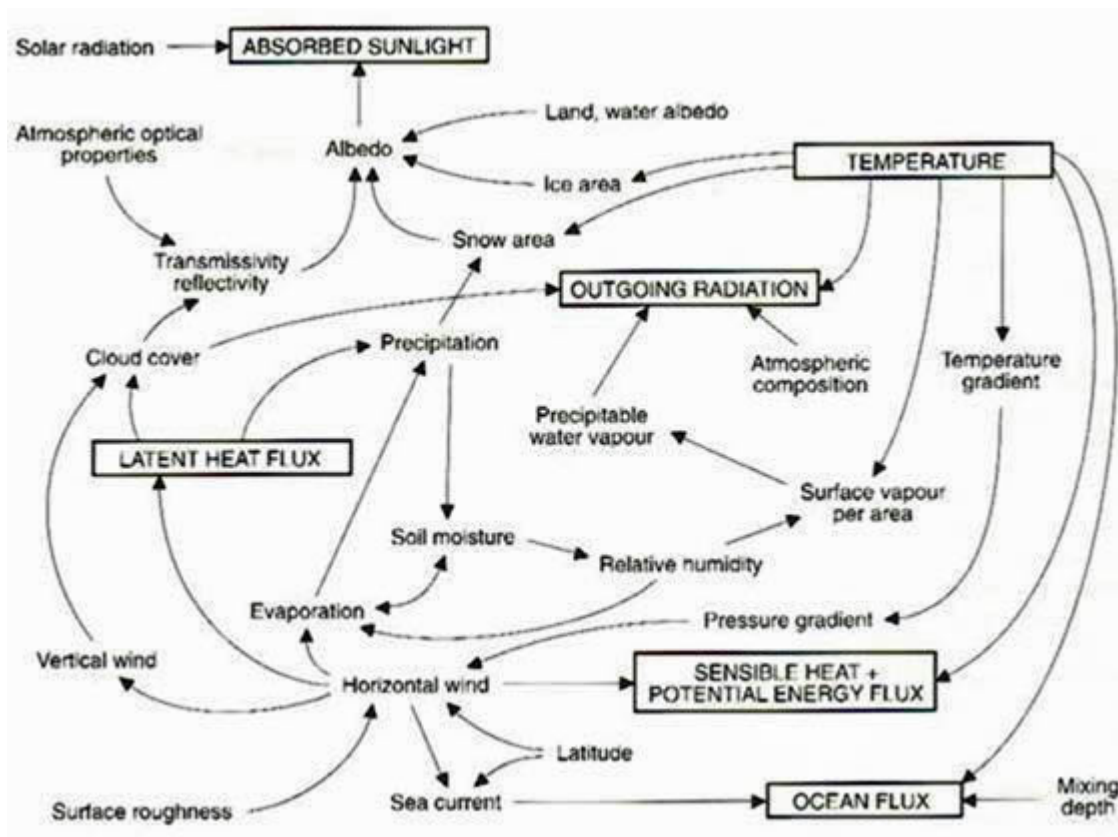 Solar radiation
ABSORBED SUNLIGHT
Atmospheric optical
properties
Albedo
Land, water albedo
TEMPERATURE
Ice area
Snow area
Transmissivity
reflectivity
OUTGOING RADIATION
Cloud cover
Precipitation
Atmospheric
composition
Temperature
gradient
Precipitable
water vapour
LATENT HEAT FLUX
Surface vapour
per area
Soil moisture
Relative humidity
Evaporation
Pressure gradient
Vertical wind
Horizontal wind
SENSIBLE HEAT +
POTENTIAL ENERGY FLUX
Latitude
Surface roughness
Sea current
OCEAN FLUX
Mixing
depth